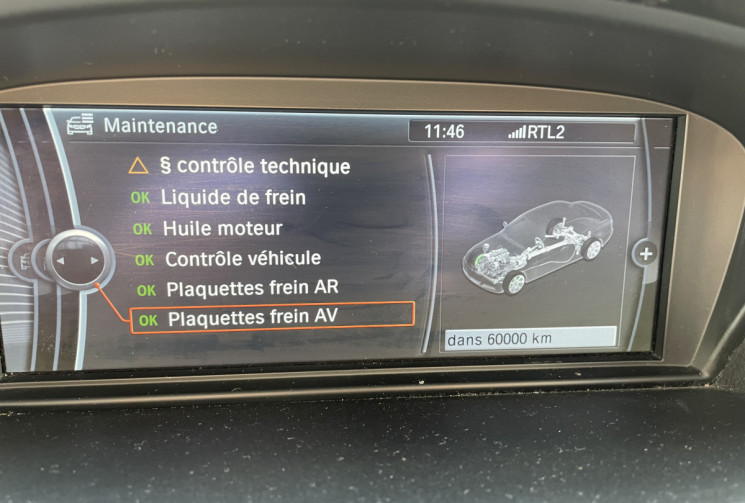 Maintenance
11:46
RTL2
§ contrôle technique
OK Liquide de frein
OK Huile moteur
OK Contrôle véhicule
OK Plaquettes frein AR
OK Plaquettes frein AV
dans 60000 km